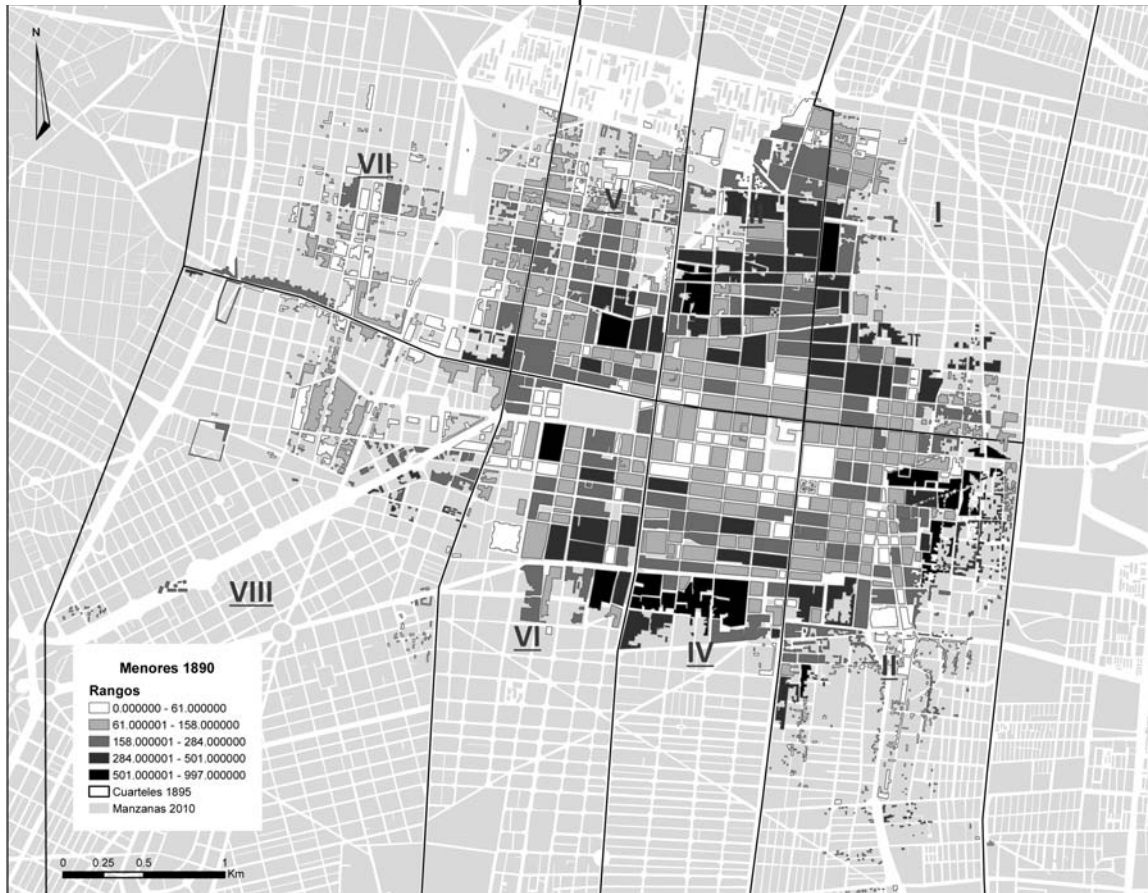 N
VII
V
III
I
VIII
VI
IV
II
Menores 1890
Rangos
0.000000 - 61.000000
61.000001 - 158.000000
158.000001 - 284.000000
284.000001 - 501.000000
501.000001 - 997.000000
Cuarteles 1895
Manzanas 2010
0 0.25 0.5 1
Km